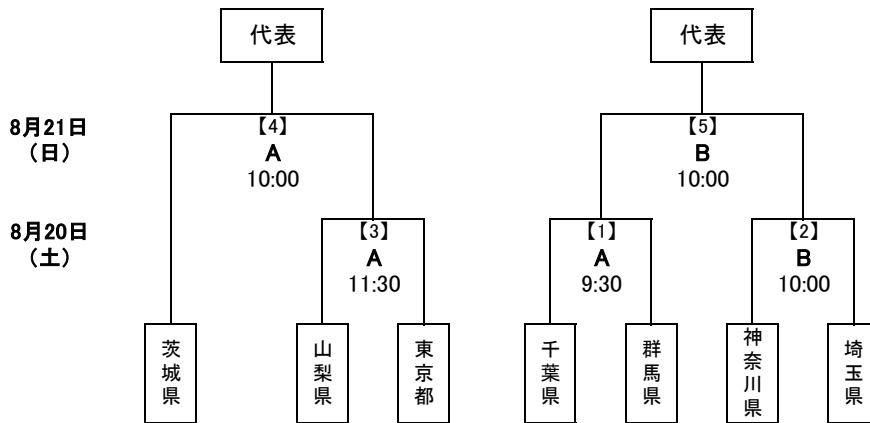 代表
代表
8月21日
（日）
【4】
A
10:00
【5】
B
10:00
8月20日
（土）
【3】
A
11:30
【1】
A
9:30
【2】
B
10:00
茨城県
山梨県
東京都
千葉県
群馬県
神奈川県
埼玉県